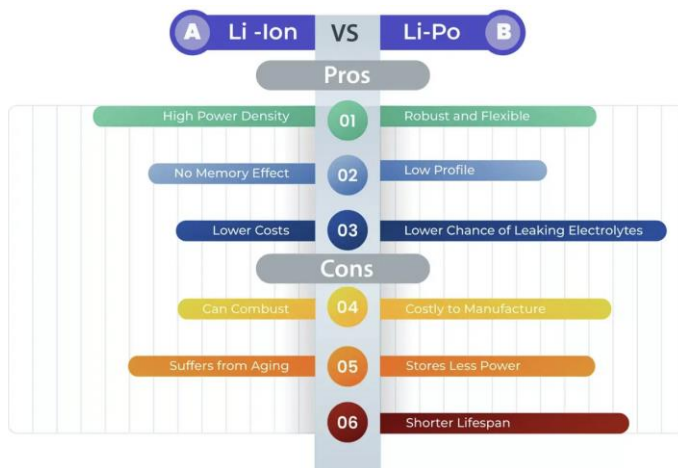 A Li -Ion VS Li-Po B
Pros
High Power Density 01 Robust and Flexible
No Memory Effect 02 Low Profile
Lower Costs 03 Lower Chance of Leaking Electrolytes
Cons
Can Combust 04 Costly to Manufacture
Suffers from Aging 05 Stores Less Power
06 Shorter Lifespan